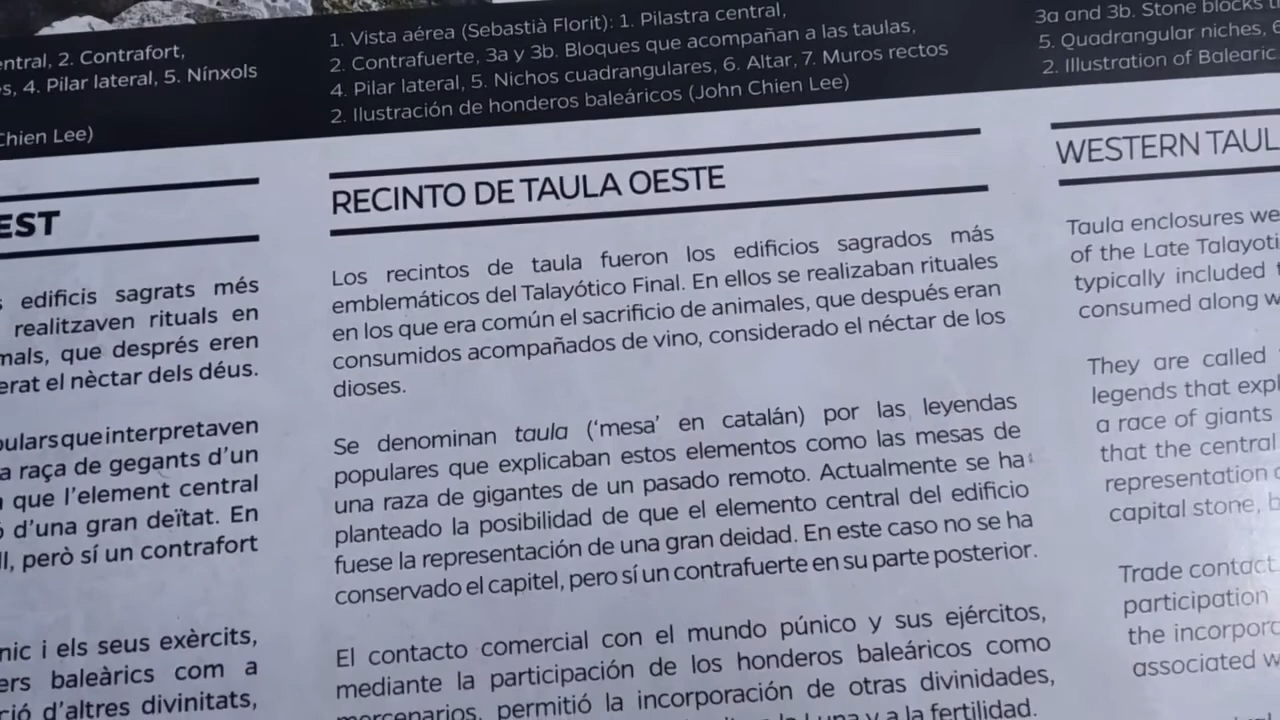 entral, 2. Contrafort,
s, 4. Pilar lateral, 5. Nínxols
Chien Lee)
EST
edificis sagrats més
realitzaven rituals en
mals, que després eren
erat el nèctar dels déus.
pulars que interpretaven
a raça de gegants d'un
que l'element central
ó d'una gran deïtat. En
ll, però sí un contrafort
nic i els seus exèrcits,
ers baleàrics com a
ció d'altres divinitats,
1. Vista aérea (Sebastià Florit): 1. Pilastra central,
2. Contrafuerte, 3a y 3b. Bloques que acompañan a las taulas,
4. Pilar lateral, 5. Nichos cuadrangulares, 6. Altar, 7. Muros rectos
2. Ilustración de honderos baleáricos (John Chien Lee)
RECINTO DE TAULA OESTE
Los recintos de taula fueron los edificios sagrados más
emblemáticos del Talayótico Final. En ellos se realizaban rituales
en los que era común el sacrificio de animales, que después eran
consumidos acompañados de vino, considerado el néctar de los
dioses.
Se denominan taula ('mesa' en catalán) por las leyendas
populares que explicaban estos elementos como las mesas de
una raza de gigantes de un pasado remoto. Actualmente se ha
planteado la posibilidad de que el elemento central del edificio
fuese la representación de una gran deidad. En este caso no se ha
conservado el capitel, pero sí un contrafuerte en su parte posterior.
El contacto comercial con el mundo púnico y sus ejércitos,
mediante la participación de los honderos baleáricos como
mercenarios, permitió la incorporación de otras divinidades,
Luna y a la fertilidad.
3a and 3b. Stone blocks
5. Quadrangular niches,
2. Illustration of Balearic
WESTERN TAUL
Taula enclosures we
of the Late Talayoti
typically included
consumed along w
They are called
legends that expl
a race of giants
that the central
representation
capital stone, b
Trade contact
participation
the incorpor
associated w